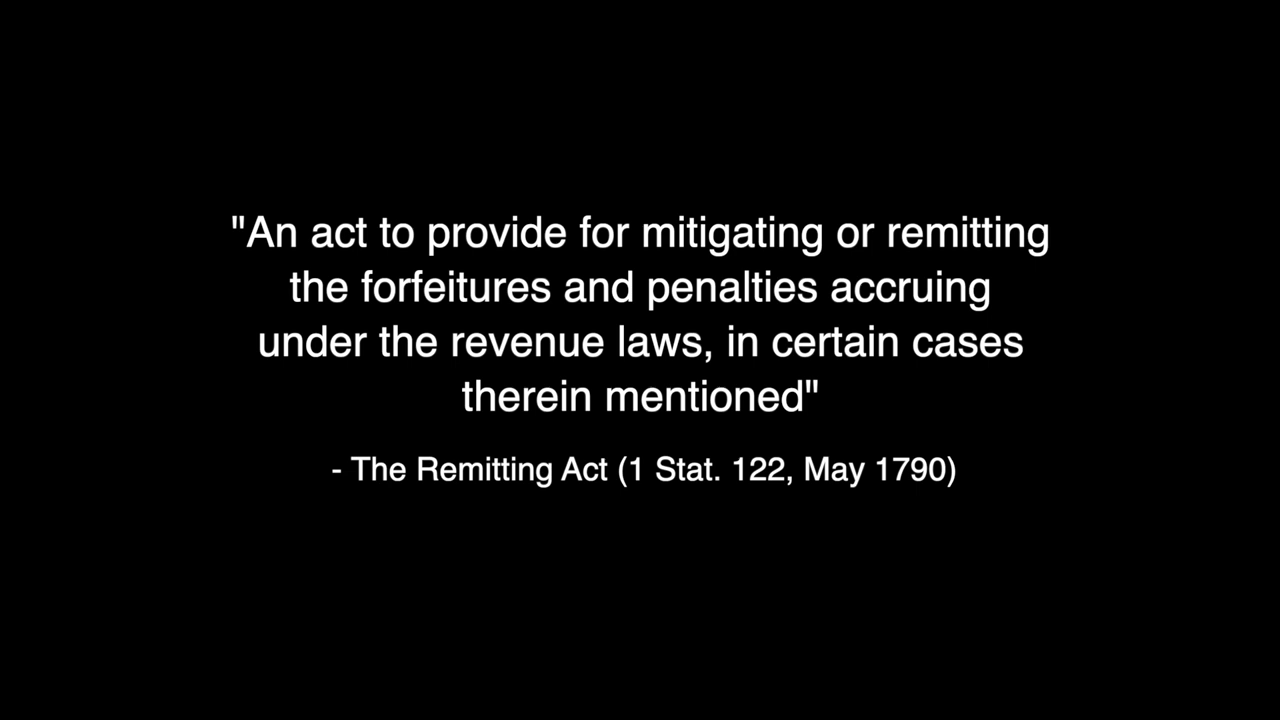 "An act to provide for mitigating or remitting
the forfeitures and penalties accruing
under the revenue laws, in certain cases
therein mentioned"
- The Remitting Act (1 Stat. 122, May 1790)